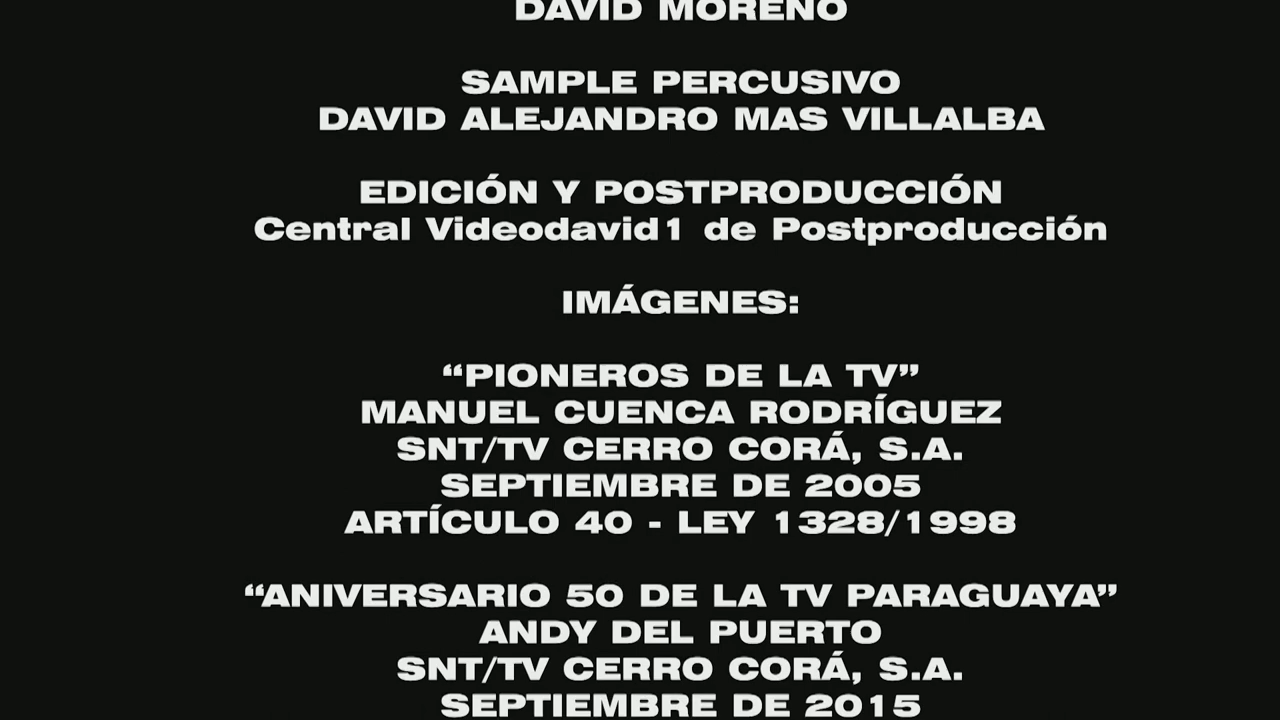 DAVID MORENO
SAMPLE PERCUSIVO
DAVID ALEJANDRO MAS VILLALBA
EDICIÓN Y POSTPRODUCCIÓN
Central Videodavid1 de Postproducción
IMÁGENES:
“PIONEROS DE LA TV”
MANUEL CUENCA RODRÍGUEZ
SNT/TV CERRO CORÁ, S.A.
SEPTIEMBRE DE 2005
ARTÍCULO 40 - LEY 1328/1998
“ANIVERSARIO 50 DE LA TV PARAGUAYA”
ANDY DEL PUERTO
SNT/TV CERRO CORÁ, S.A.
SEPTIEMBRE DE 2015